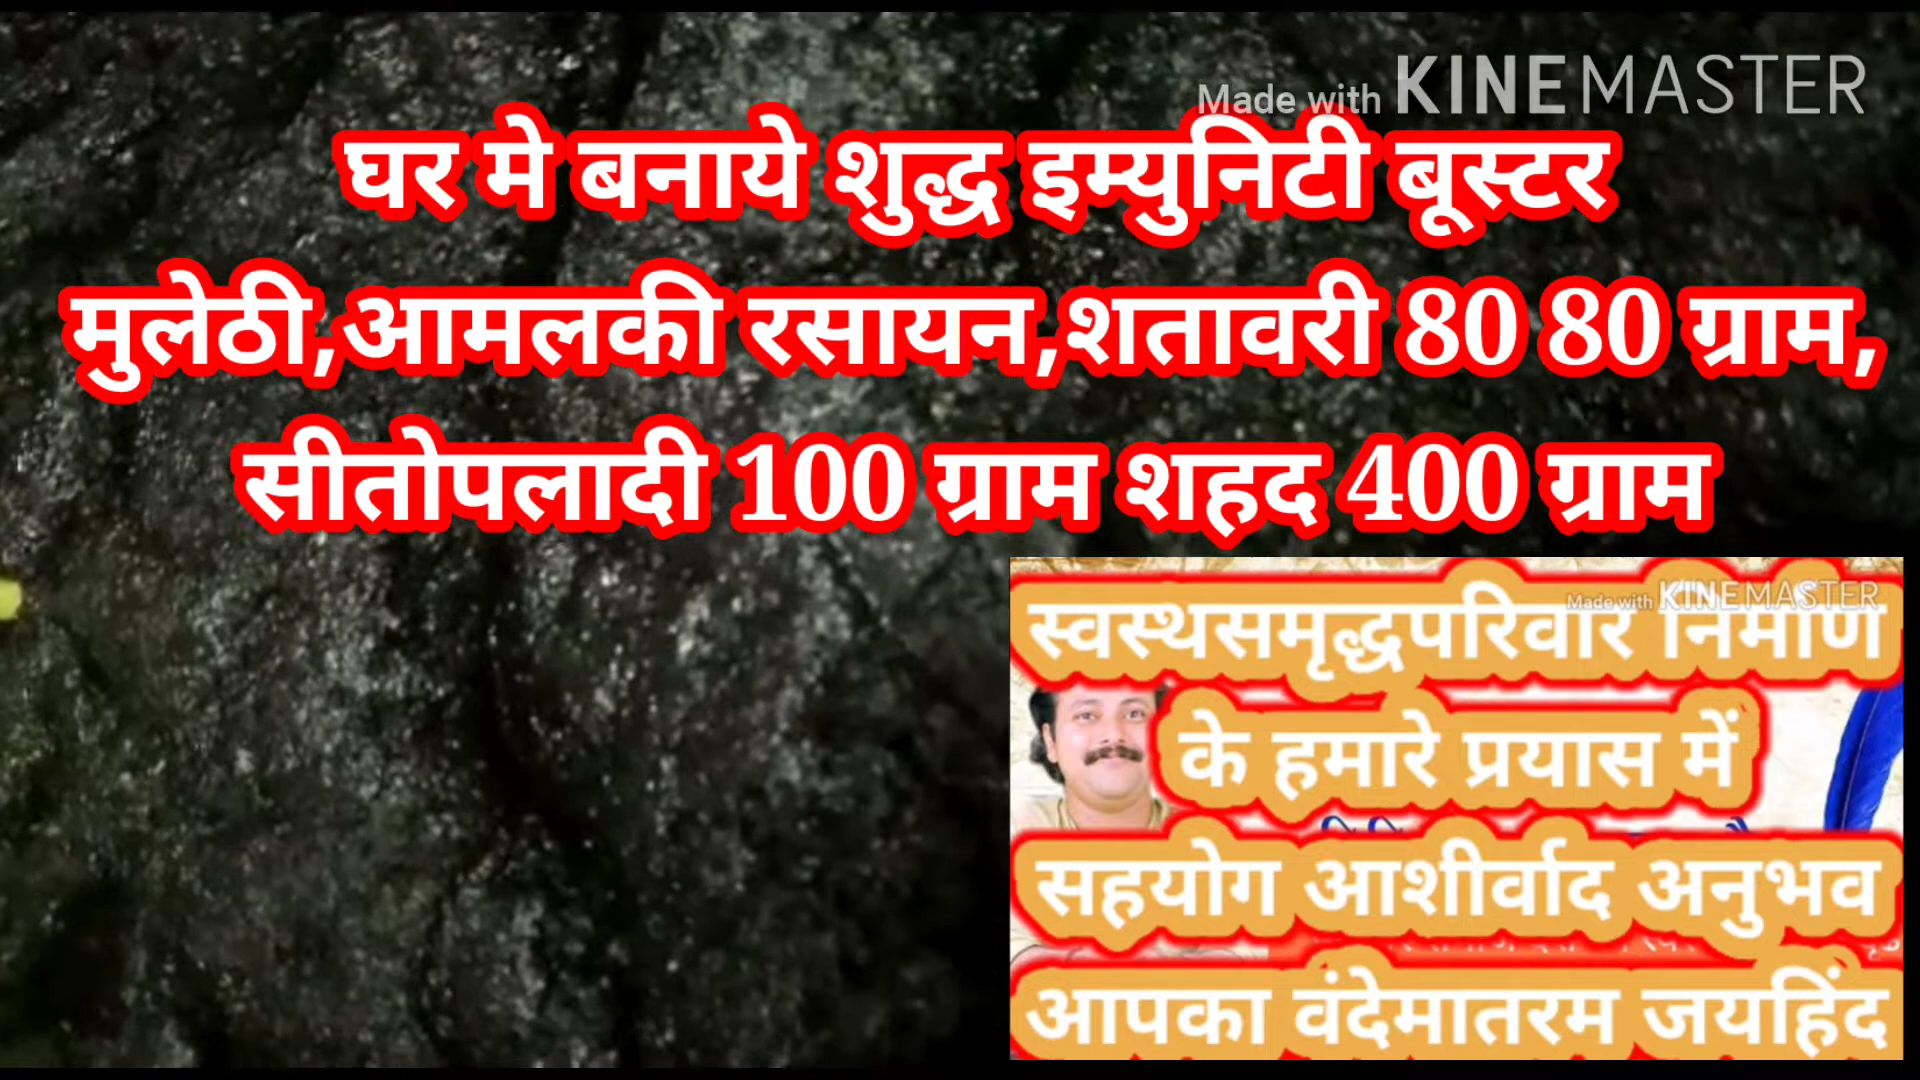 Made with KINEMASTER
घर मे बनाये शुद्ध इम्युनिटी बूस्टर
मुलेठी,आमलकी रसायन,शतावरी 80 80 ग्राम,
सीतोपलादी 100 ग्राम शहद 400 ग्राम
Made with KINEMASTER
स्वस्थसमृद्धपरिवार निर्माण
के हमारे प्रयास में
सहयोग आशीर्वाद अनुभव
आपका वंदेमातरम जयहिंद